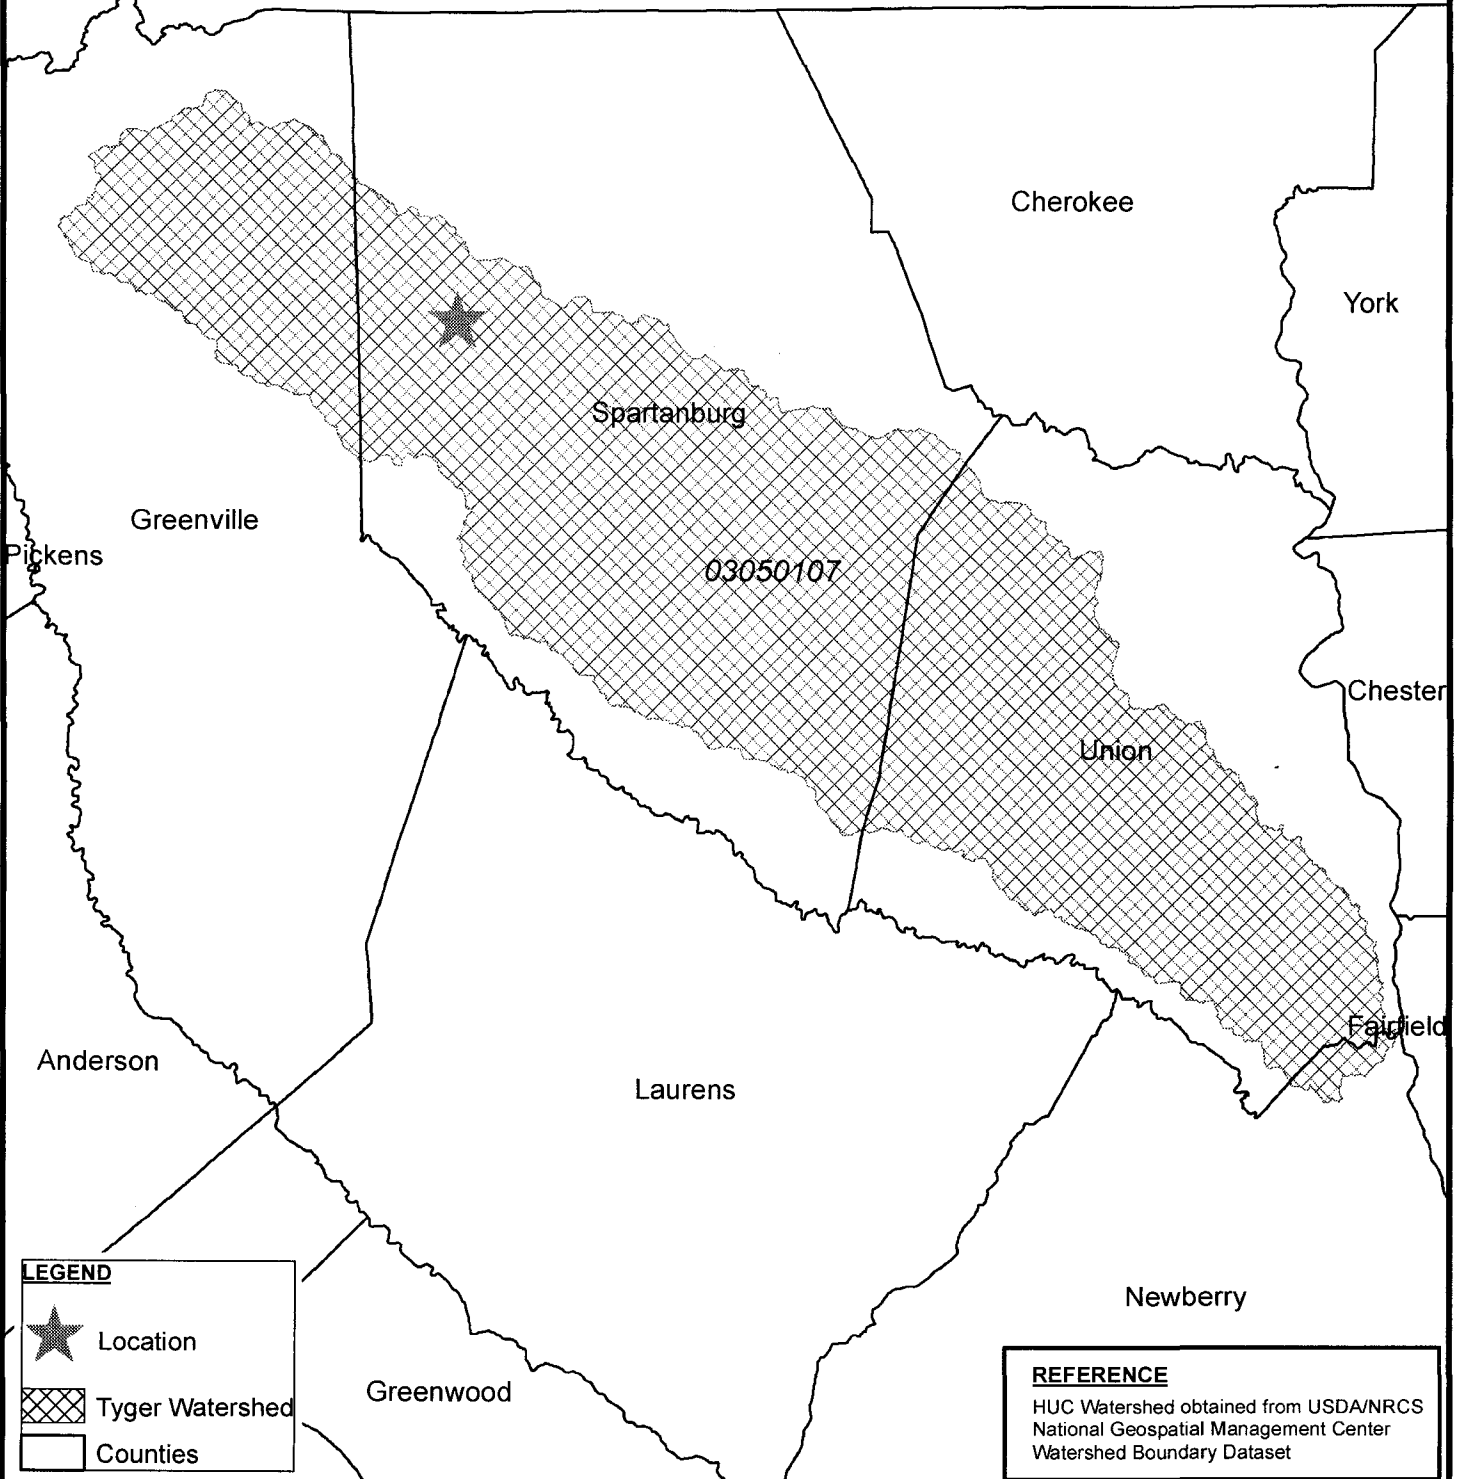 Cherokee
York
Spartanburg
Greenville
Pickens
03050107
Chester
Union
Fairfield
Anderson
Laurens
Newberry
Greenwood
LEGEND
Location
Tyger Watershed
Counties
REFERENCE
HUC Watershed obtained from USDA/NRCS
National Geospatial Management Center
Watershed Boundary Dataset